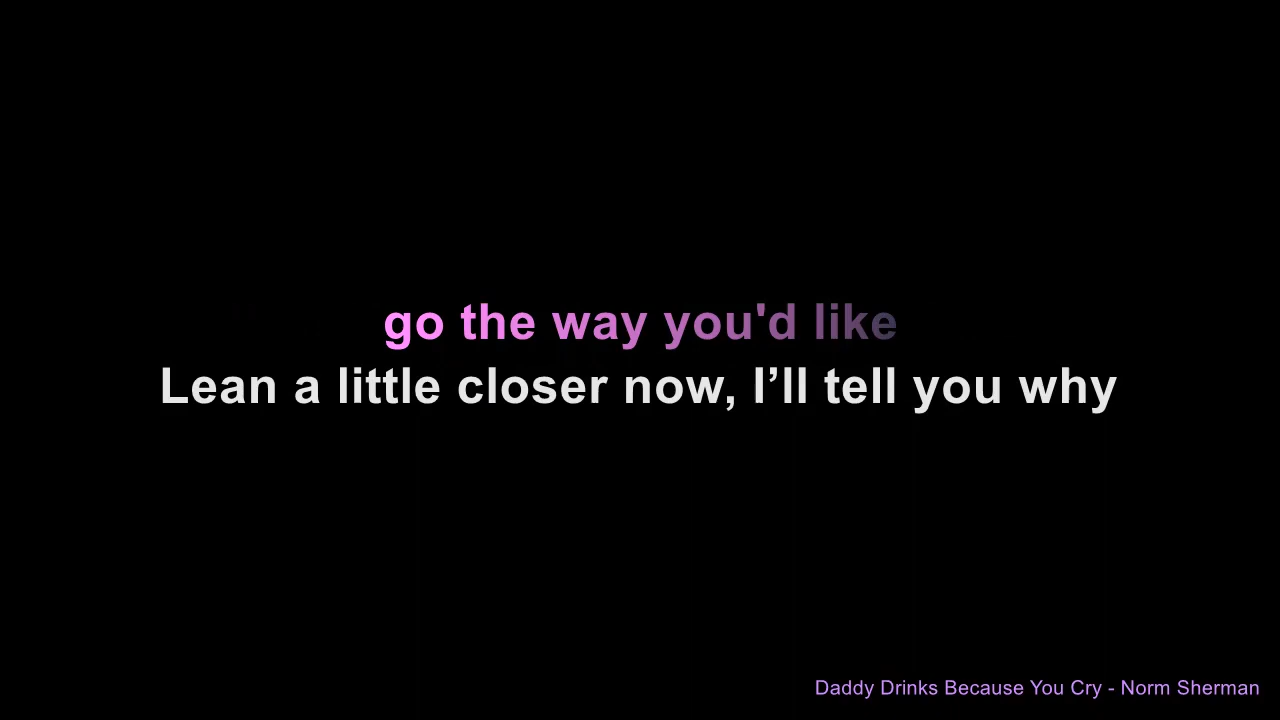 go the way you'd like
Lean a little closer now, I’ll tell you why
Daddy Drinks Because You Cry - Norm Sherman